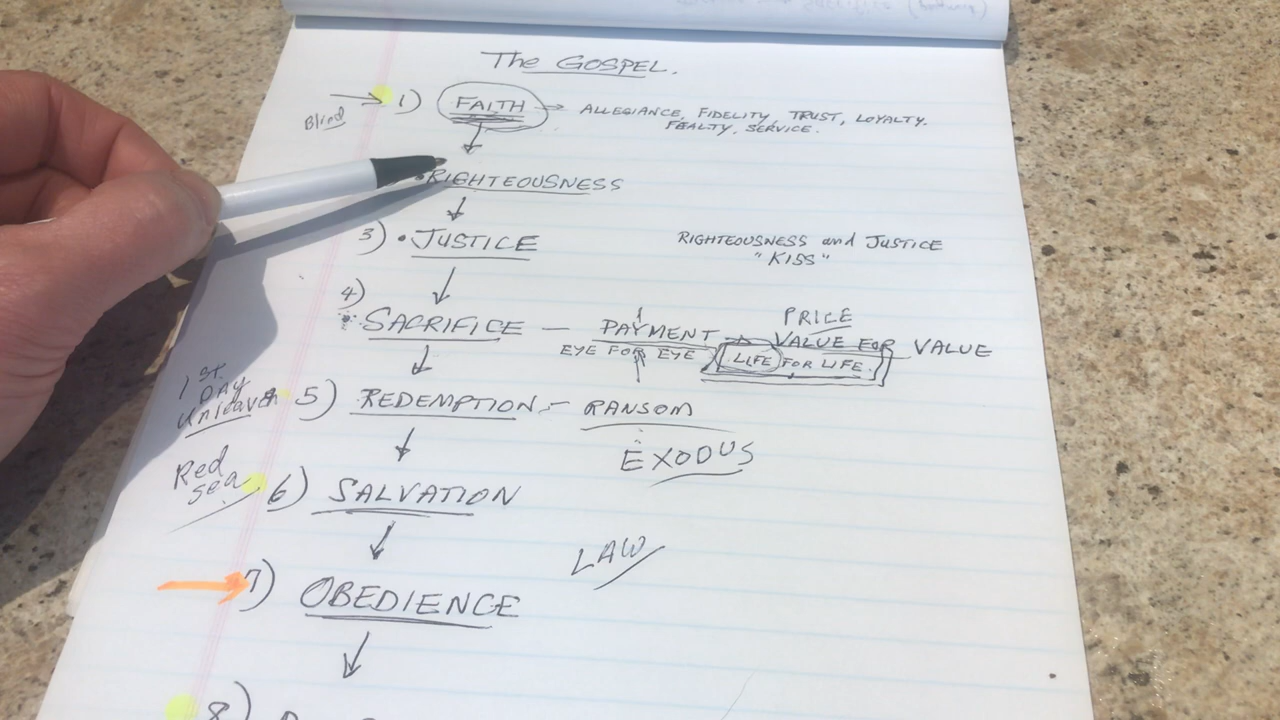 The GOSPEL.
1) FAITH → ALLEGIANCE, FIDELITY, TRUST, LOYALTY.
Blind
FEALTY, SERVICE.
• RIGHTEOUSNESS
3) • JUSTICE
RIGHTEOUSNESS and JUSTICE
"KISS"
4)
SACRIFICE — PAYMENT → PRICE
VALUE FOR VALUE
EYE FOR EYE LIFE FOR LIFE.
1st
DAY
5) REDEMPTION — RANSOM
EXODUS
Red
sea
6) SALVATION
LAW
7) OBEDIENCE
8)